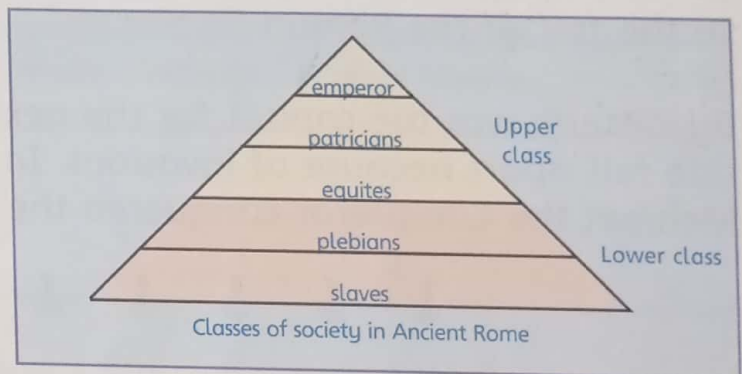 emperor
patricians
Upper
class
equites
plebians
Lower class
slaves
Classes of society in Ancient Rome